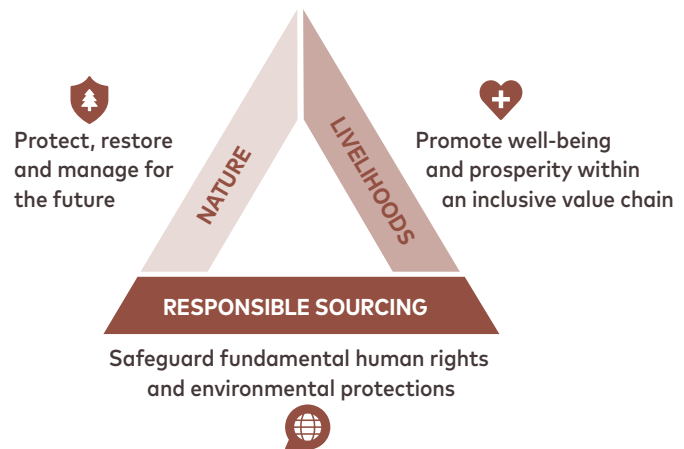 Protect, restore
and manage for
the future
NATURE
LIVELIHOODS
Promote well-being
and prosperity within
an inclusive value chain
RESPONSIBLE SOURCING
Safeguard fundamental human rights
and environmental protections